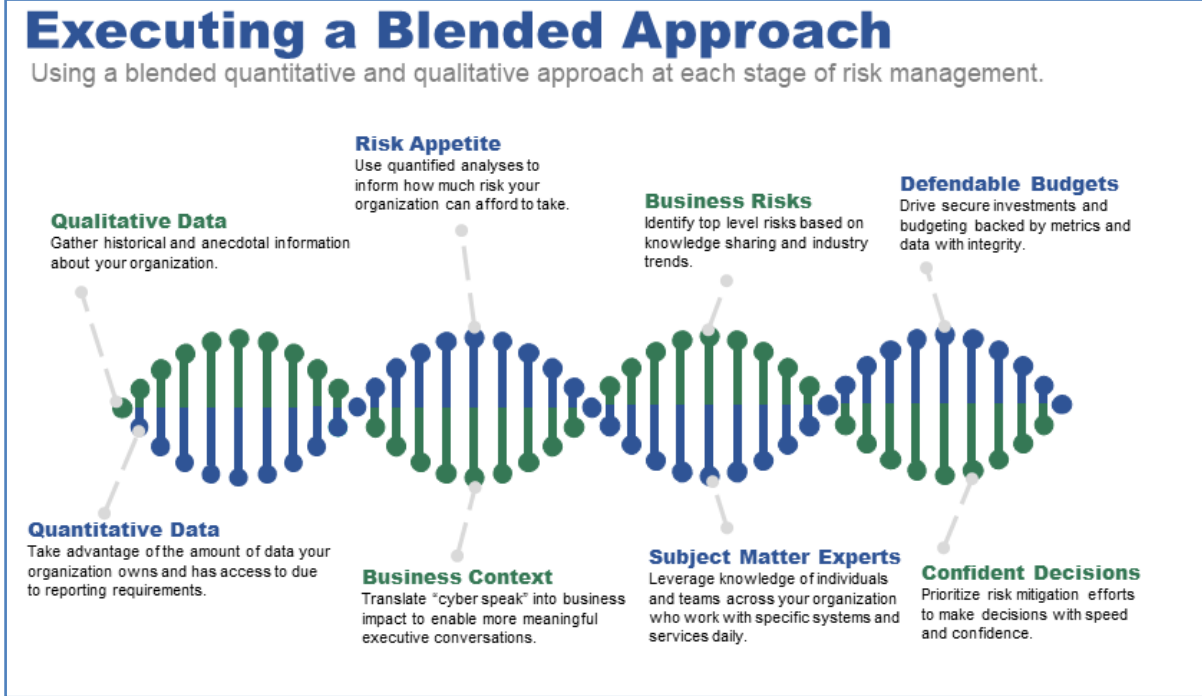 Executing a Blended Approach
Using a blended quantitative and qualitative approach at each stage of risk management.
Qualitative Data
Gather historical and anecdotal information
about your organization.
Risk Appetite
Use quantified analyses to
inform how much risk your
organization can afford to take.
Business Risks
Identify top level risks based on
knowledge sharing and industry
trends.
Defendable Budgets
Drive secure investments and
budgeting backed by metrics and
data with integrity.
Quantitative Data
Take advantage of the amount of data your
organization owns and has access to due
to reporting requirements.
Business Context
Translate “cyber speak” into business
impact to enable more meaningful
executive conversations.
Subject Matter Experts
Leverage knowledge of individuals
and teams across your organization
who work with specific systems and
services daily.
Confident Decisions
Prioritize risk mitigation efforts
to make decisions with speed
and confidence.